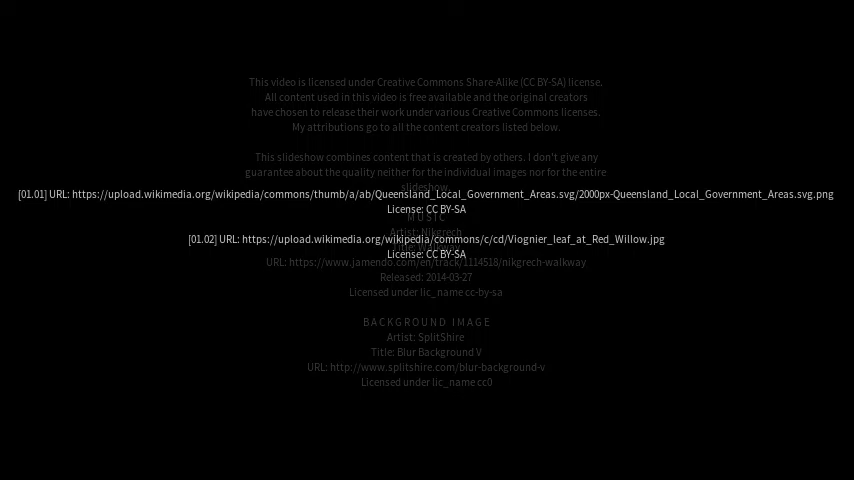 This video is licensed under Creative Commons Share-Alike (CC BY-SA) license.
All content used in this video is free available and the original creators
have chosen to release their work under various Creative Commons licenses.
My attributions go to all the content creators listed below.
This slideshow combines content that is created by others. I don't give any
guarantee about the quality neither for the individual Images nor for the entire
slideshow.
[01.01] URL: https://upload.wikimedia.org/wikipedia/commons/thumb/a/ab/Queensland_Local_Government_Areas.svg/2000px-Queensland_Local_Government_Areas.svg.png
License: CC BY-SA
MUSIC
Artist: Nikgrech
[01.02] URL: https://upload.wikimedia.org/wikipedia/commons/c/cd/Viognier_leaf_at_Red_Willow.jpg
Title: Walkway
License: CC BY-SA
URL: https://www.jamendo.com/en/track/1114518/nikgrech-walkway
Released: 2014-03-27
Licensed under lic_name cc-by-sa
BACKGROUND IMAGE
Artist: SplitShire
Title: Blur Background V
URL: http://www.splitshire.com/blur-background-v
Licensed under lic_name cc0